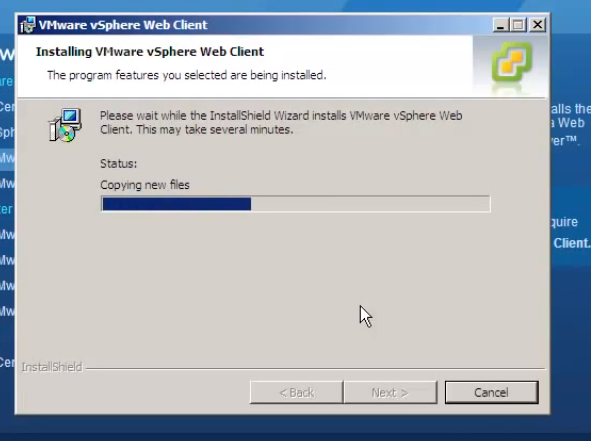 VMware vSphere Web Client
Installing VMware vSphere Web Client
The program features you selected are being installed.
Please wait while the InstallShield Wizard installs VMware vSphere Web
Client. This may take several minutes.
Status:
Copying new files
InstallShield
< Back
Next >
Cancel
alls the
Web
er™.
quire
Client.